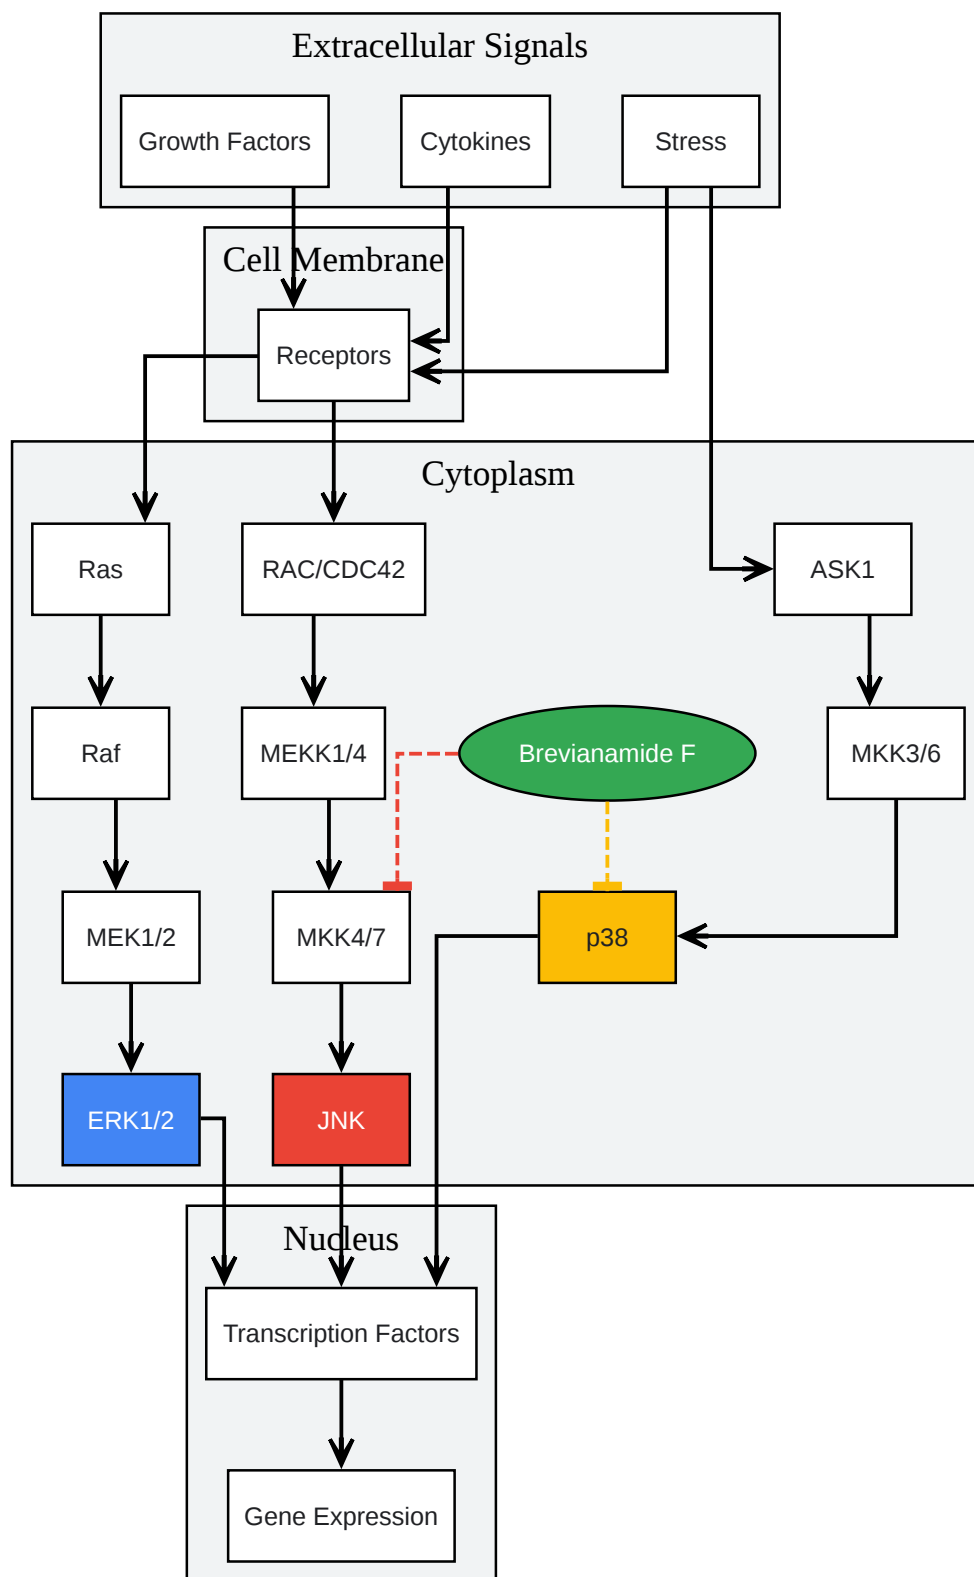 Extracellular Signals
Growth Factors
Cytokines
Stress
Cell Membrane
Receptors
Cytoplasm
Ras
RAC/CDC42
ASK1
Raf
MEKK1/4
Brevianamide F
MKK3/6
MEK1/2
MKK4/7
p38
ERK1/2
JNK
Nucleus
Transcription Factors
Gene Expression